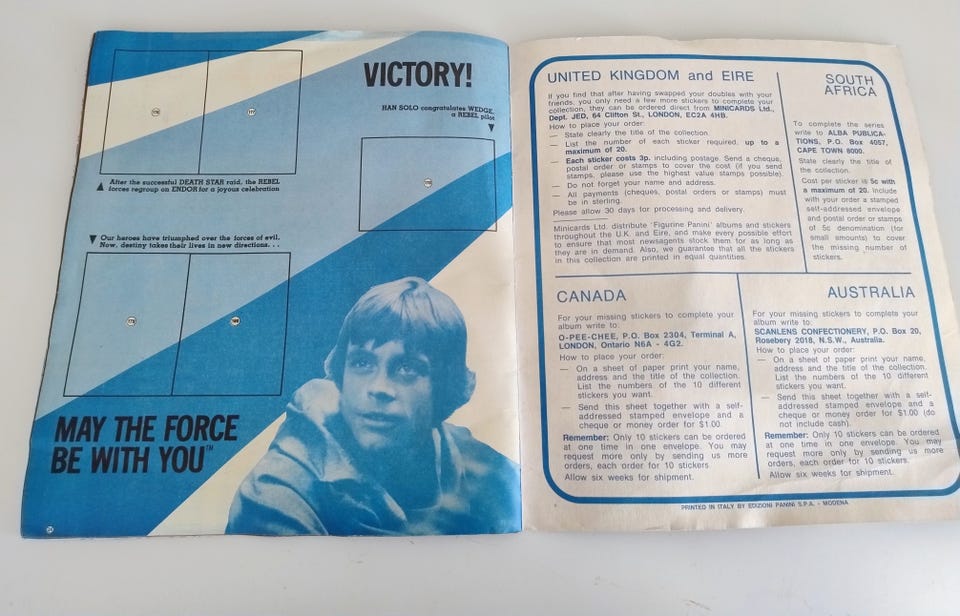 VICTORY!
HAN SOLO congratulates WEDGE,
a REBEL pilot
After the successful DEATH STAR raid, the REBEL
forces regroup on ENDOR for a joyous celebration
Our heroes have triumphed over the forces of evil.
Now, destiny takes their lives in new directions. . .
MAY THE FORCE
BE WITH YOU™
UNITED KINGDOM and EIRE
If you find that after having swapped your doubles with your
friends, you only need a few more stickers to complete your
collection, they can be ordered direct from MINICARDS Ltd.,
Dept. JED, 64 Clifton St., LONDON, EC2A 4HB.
How to place your order:
— State clearly the title of the collection.
— List the number of each sticker required, up to a
maximum of 20.
— Each sticker costs 3p, including postage. Send a cheque,
postal order or stamps to cover the cost (if you send
stamps, please use the highest value stamps possible).
— Do not forget your name and address.
— All payments (cheques, postal orders or stamps) must
be in sterling.
Please allow 30 days for processing and delivery.
Minicards Ltd. distribute 'Figurine Panini' albums and stickers
throughout the U.K. and Eire, and make every possible effort
to ensure that most newsagents stock them for as long as
they are in demand. Also, we guarantee that all the stickers
in this collection are printed in equal quantities.
SOUTH
AFRICA
To complete the series
write to ALBA PUBLICA-
TIONS, P.O. Box 4057,
CAPE TOWN 8000.
State clearly the title of
the collection.
Cost per sticker is 5c with
a maximum of 20. Include
with your order a stamped
self-addressed envelope
and postal order or stamps
of 5c denomination (for
small amounts) to cover
the missing number of
stickers.
CANADA
For your missing stickers to complete your
album write to:
O-PEE-CHEE, P.O. Box 2304, Terminal A,
LONDON, Ontario N6A - 4G2.
How to place your order:
— On a sheet of paper print your name,
address and the title of the collection.
List the numbers of the 10 different
stickers you want.
— Send this sheet together with a self-
addressed stamped envelope and a
cheque or money order for $1.00.
Remember: Only 10 stickers can be ordered
at one time in one envelope. You may
request more only by sending us more
orders, each order for 10 stickers.
Allow six weeks for shipment.
AUSTRALIA
For your missing stickers to complete your
album write to:
SCANLENS CONFECTIONERY, P.O. Box 20,
Rosebery 2018, N.S.W., Australia.
How to place your order:
— On a sheet of paper print your name,
address and the title of the collection.
List the numbers of the 10 different
stickers you want.
— Send this sheet together with a self-
addressed stamped envelope and a
cheque or money order for $1.00 (do
not include cash).
Remember: Only 10 stickers can be ordered
at one time in one envelope. You may
request more only by sending us more
orders, each order for 10 stickers.
Allow six weeks for shipment.
PRINTED IN ITALY BY EDIZIONI PANINI S.P.A. - MODENA